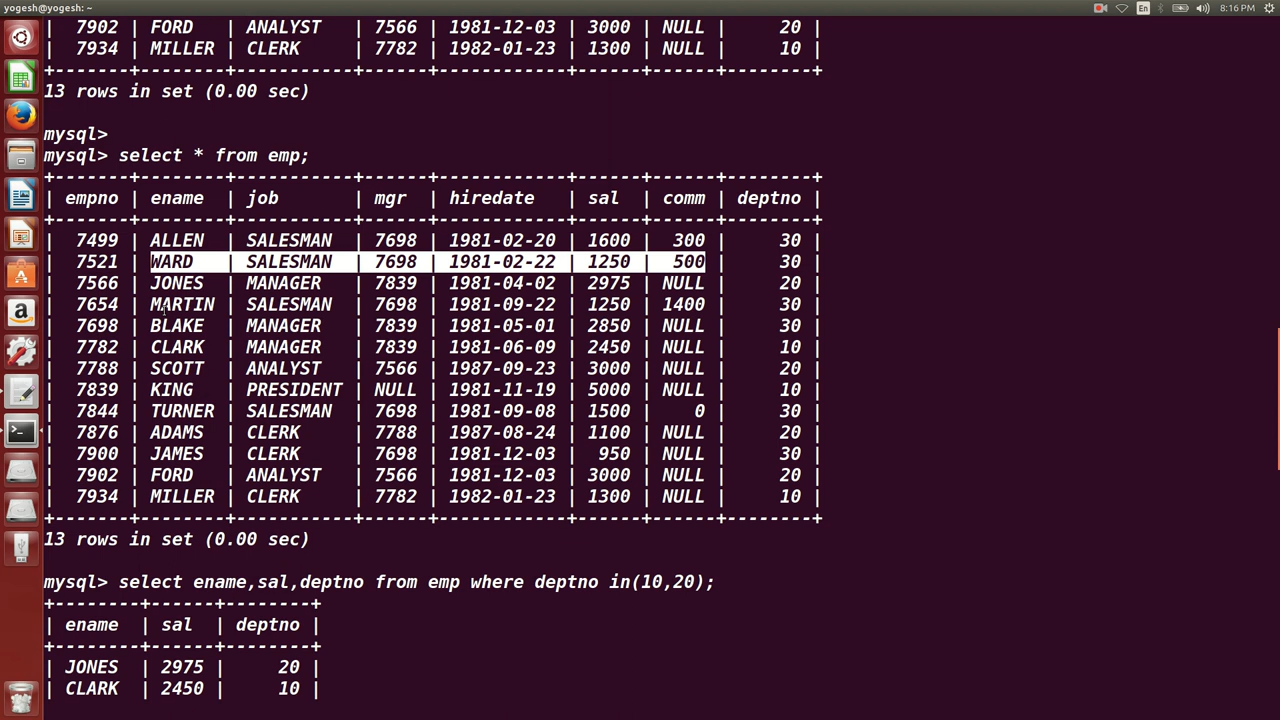 yogesh@yogesh: ~ En 8:16 PM
| 7902 | FORD | ANALYST | 7566 | 1981-12-03 | 3000 | NULL | 20 |
| 7934 | MILLER | CLERK | 7782 | 1982-01-23 | 1300 | NULL | 10 |
+-------+--------+-----------+------+------------+------+------+--------+
13 rows in set (0.00 sec)
mysql>
mysql> select * from emp;
+-------+--------+-----------+------+------------+------+------+--------+
| empno | ename | job | mgr | hiredate | sal | comm | deptno |
+-------+--------+-----------+------+------------+------+------+--------+
| 7499 | ALLEN | SALESMAN | 7698 | 1981-02-20 | 1600 | 300 | 30 |
| 7521 | WARD | SALESMAN | 7698 | 1981-02-22 | 1250 | 500 | 30 |
| 7566 | JONES | MANAGER | 7839 | 1981-04-02 | 2975 | NULL | 20 |
| 7654 | MARTIN | SALESMAN | 7698 | 1981-09-22 | 1250 | 1400 | 30 |
| 7698 | BLAKE | MANAGER | 7839 | 1981-05-01 | 2850 | NULL | 30 |
| 7782 | CLARK | MANAGER | 7839 | 1981-06-09 | 2450 | NULL | 10 |
| 7788 | SCOTT | ANALYST | 7566 | 1987-09-23 | 3000 | NULL | 20 |
| 7839 | KING | PRESIDENT | NULL | 1981-11-19 | 5000 | NULL | 10 |
| 7844 | TURNER | SALESMAN | 7698 | 1981-09-08 | 1500 | 0 | 30 |
| 7876 | ADAMS | CLERK | 7788 | 1987-08-24 | 1100 | NULL | 20 |
| 7900 | JAMES | CLERK | 7698 | 1981-12-03 | 950 | NULL | 30 |
| 7902 | FORD | ANALYST | 7566 | 1981-12-03 | 3000 | NULL | 20 |
| 7934 | MILLER | CLERK | 7782 | 1982-01-23 | 1300 | NULL | 10 |
+-------+--------+-----------+------+------------+------+------+--------+
13 rows in set (0.00 sec)
mysql> select ename,sal,deptno from emp where deptno in(10,20);
+--------+------+--------+
| ename | sal | deptno |
+--------+------+--------+
| JONES | 2975 | 20 |
| CLARK | 2450 | 10 |